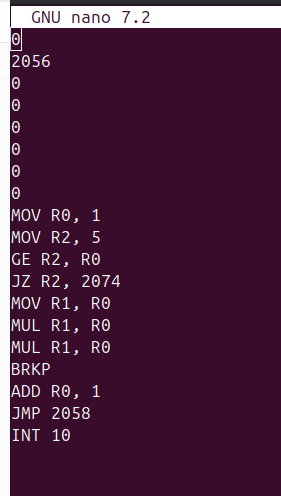 GNU nano 7.2
0
2056
0
0
0
0
0
0
MOV R0, 1
MOV R2, 5
GE R2, R0
JZ R2, 2074
MOV R1, R0
MUL R1, R0
MUL R1, R0
BRKP
ADD R0, 1
JMP 2058
INT 10